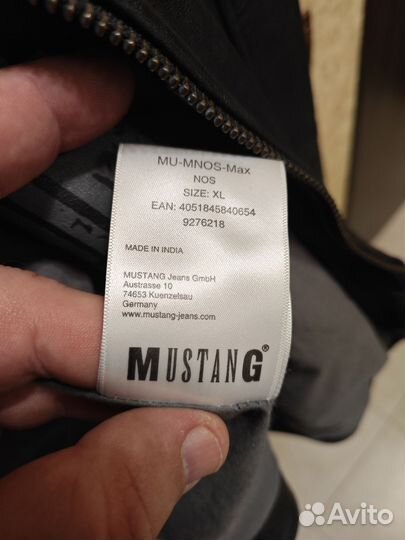 MU-MNOS-Max
NOS
SIZE: XL
EAN: 4051845840654
9276218
MADE IN INDIA
MUSTANG Jeans GmbH
Austrasse 10
74653 Kuenzelsau
Germany
www.mustang-jeans.com
MUSTANG®
Avito